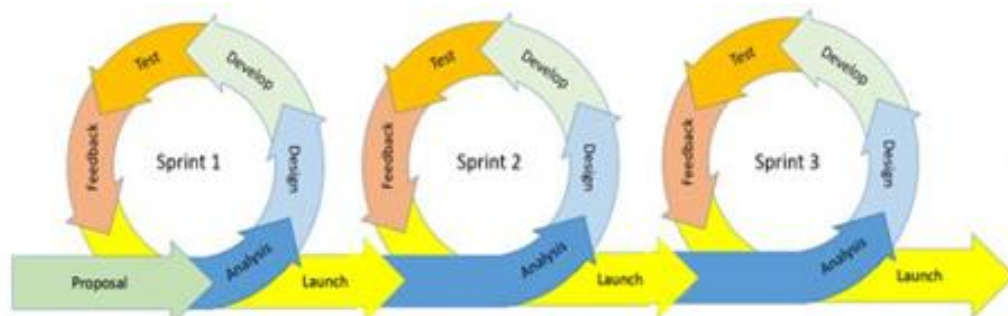 Proposal
Analysis
Design
Develop
Test
Feedback
Sprint 1
Launch
Analysis
Design
Develop
Test
Feedback
Sprint 2
Launch
Analysis
Design
Develop
Test
Feedback
Sprint 3
Launch